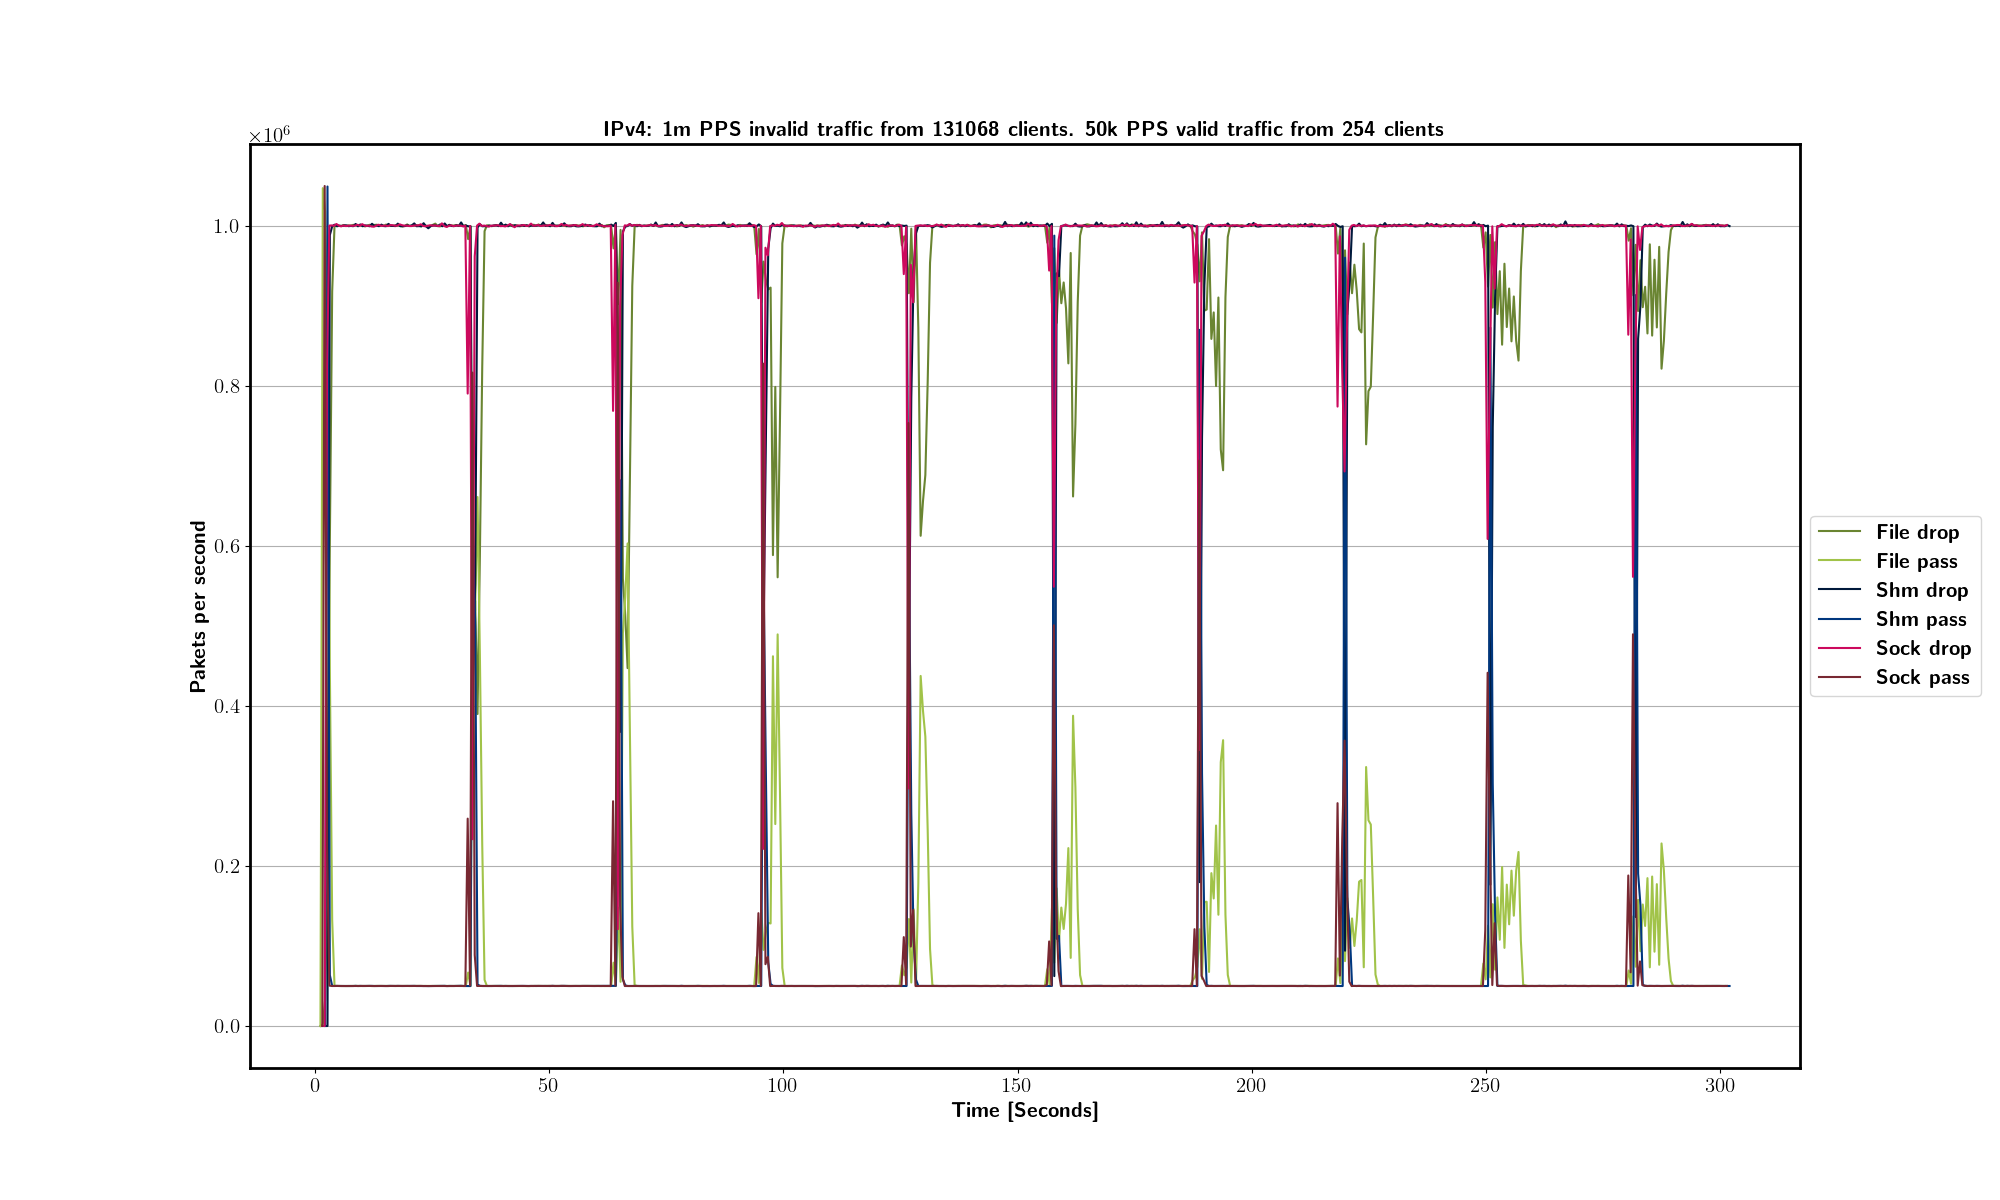 IPv4: 1m PPS invalid traffic from 131068 clients. 50k PPS valid traffic from 254 clients
×10⁶
1.0
0.8
0.6
0.4
0.2
0.0
Pakets per second
0 50 100 150 200 250 300
Time [Seconds]
File drop
File pass
Shm drop
Shm pass
Sock drop
Sock pass